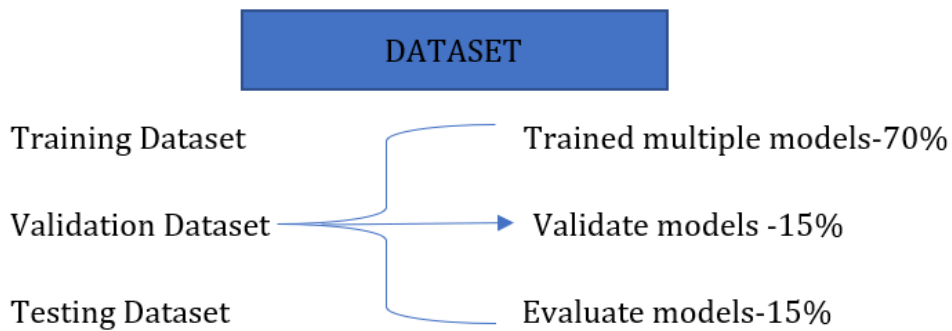 DATASET
Training Dataset Trained multiple models-70%
Validation Dataset Validate models -15%
Testing Dataset Evaluate models-15%